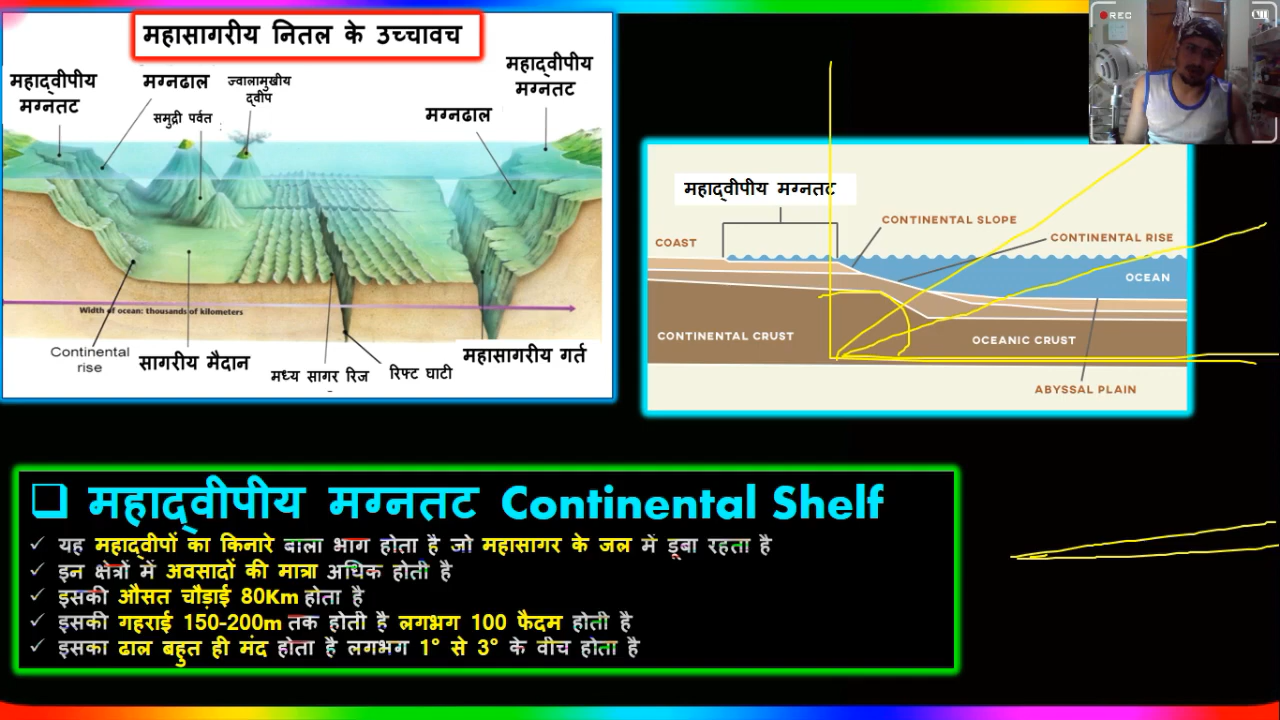 महासागरीय नितल के उच्चावच
REC
महाद्वीपीय
मग्नतट
मग्नढाल
ज्वालामुखीय
द्वीप
समुद्री पर्वत
मग्नढाल
महाद्वीपीय
मग्नतट
Width of ocean: thousands of kilometers
Continental
rise
सागरीय मैदान
मध्य सागर रिज
रिफ्ट घाटी
महासागरीय गर्त
महाद्वीपीय मग्नतट
CONTINENTAL SLOPE
COAST
CONTINENTAL RISE
OCEAN
CONTINENTAL CRUST
OCEANIC CRUST
ABYSSAL PLAIN
❑ महाद्वीपीय मग्नतट Continental Shelf
✓ यह महाद्वीपों का किनारे बाला भाग होता है जो महासागर के जल में डूबा रहता है
✓ इन क्षेत्रों में अवसादों की मात्रा अधिक होती है
✓ इसकी औसत चौड़ाई 80Km होता है
✓ इसकी गहराई 150-200m तक होती है लगभग 100 फैदम होती है
✓ इसका ढाल बहुत ही मंद होता है लगभग 1° से 3° के वीच होता है